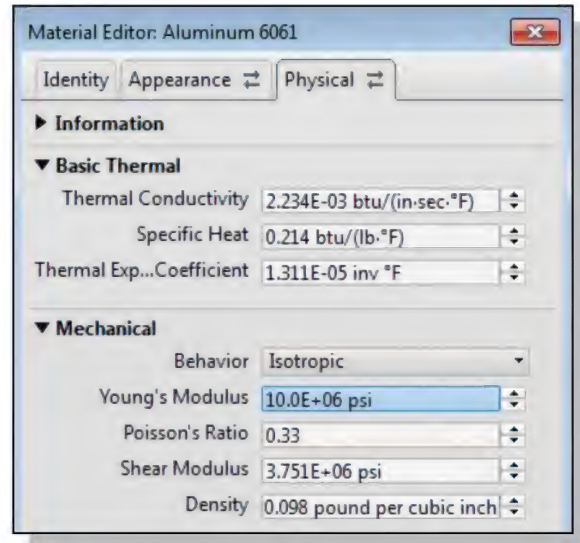 Material Editor: Aluminum 6061
Identity Appearance Physical
Information
Basic Thermal
Thermal Conductivity 2.234E-03 btu/(in·sec·°F)
Specific Heat 0.214 btu/(lb·°F)
Thermal Exp...Coefficient 1.311E-05 inv °F
Mechanical
Behavior Isotropic
Young's Modulus 10.0E+06 psi
Poisson's Ratio 0.33
Shear Modulus 3.751E+06 psi
Density 0.098 pound per cubic inch